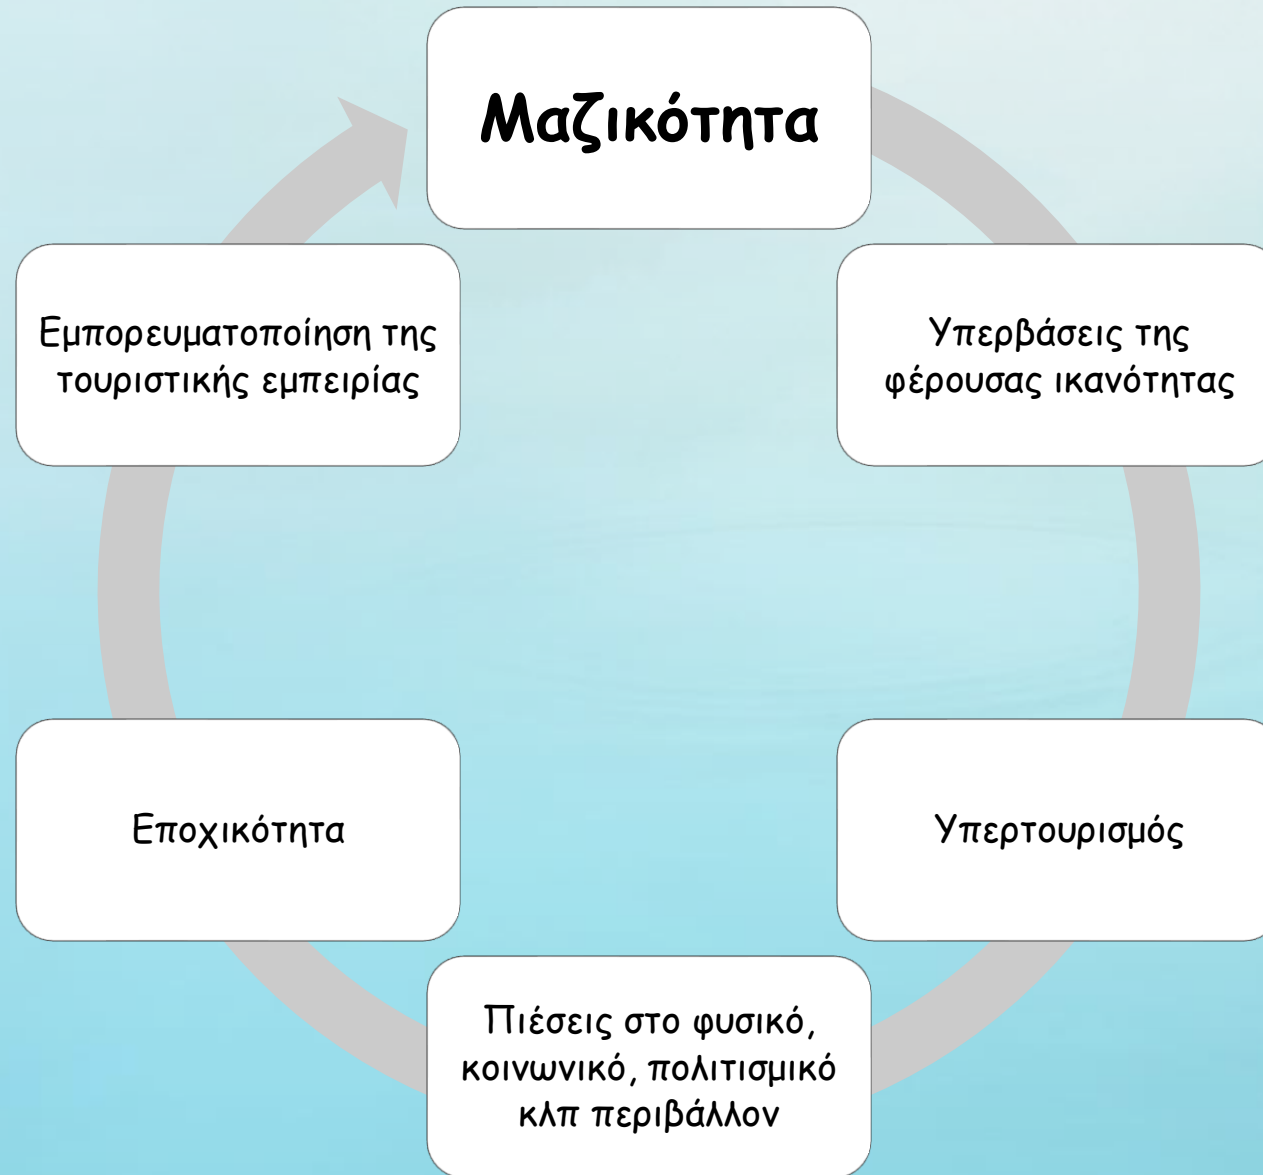 Μαζικότητα
Υπερβάσεις της
φέρουσας ικανότητας
Υπερτουρισμός
Πιέσεις στο φυσικό,
κοινωνικό, πολιτισμικό
κλπ περιβάλλον
Εποχικότητα
Εμπορευματοποίηση της
τουριστικής εμπειρίας